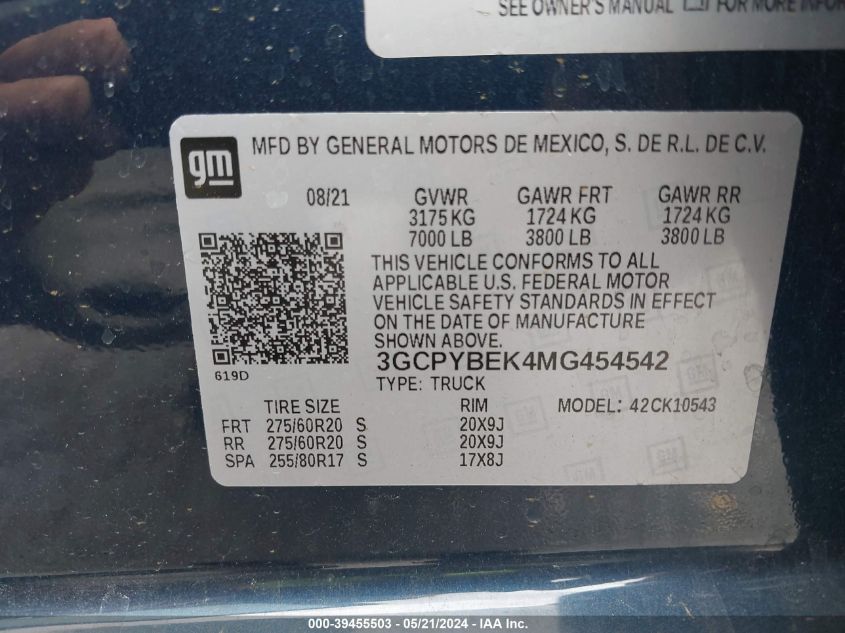 SEE OWNER'S MANUAL FOR MORE INFOR
gm
MFD BY GENERAL MOTORS DE MEXICO, S. DE R.L. DE C.V.
08/21 GVWR GAWR FRT GAWR RR
3175 KG 1724 KG 1724 KG
7000 LB 3800 LB 3800 LB
THIS VEHICLE CONFORMS TO ALL
APPLICABLE U.S. FEDERAL MOTOR
VEHICLE SAFETY STANDARDS IN EFFECT
ON THE DATE OF MANUFACTURE
SHOWN ABOVE.
619D
3GCPYBEK4MG454542
TYPE: TRUCK
TIRE SIZE RIM MODEL: 42CK10543
FRT 275/60R20 S 20X9J
RR 275/60R20 S 20X9J
SPA 255/80R17 S 17X8J
000-39455503 - 05/21/2024 - IAA Inc.